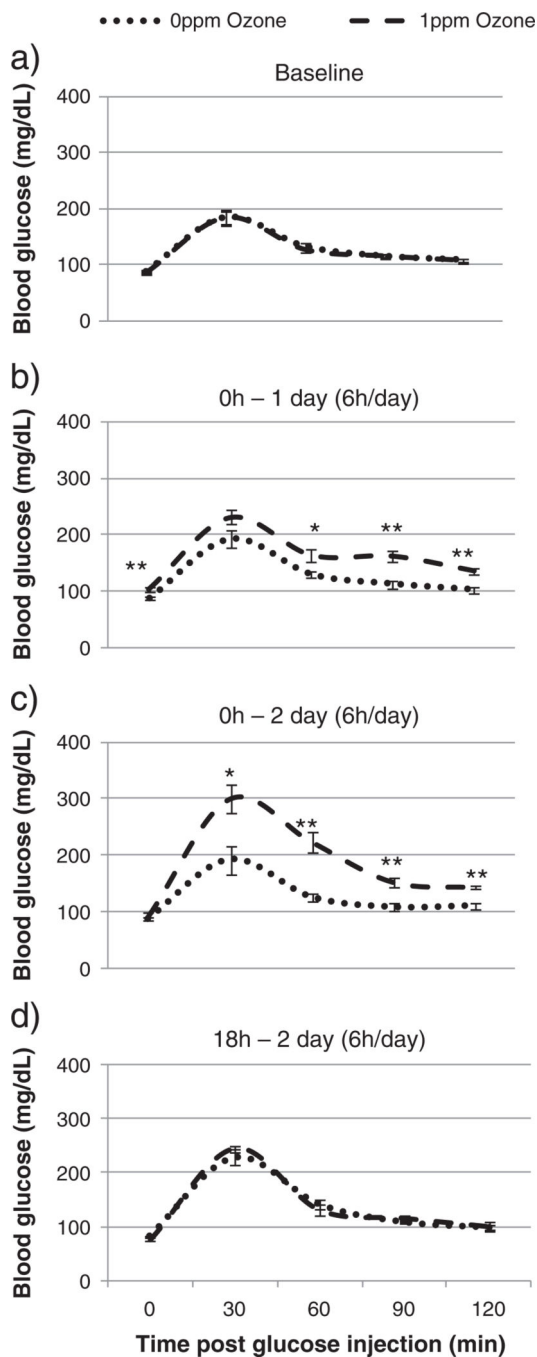 0ppm Ozone 1ppm Ozone
a)
Baseline
Blood glucose (mg/dL)
400
300
200
100
0
b)
0h – 1 day (6h/day)
Blood glucose (mg/dL)
400
300
200
100
0
**
*
**
**
c)
0h – 2 day (6h/day)
Blood glucose (mg/dL)
400
300
200
100
0
*
**
**
**
d)
18h – 2 day (6h/day)
Blood glucose (mg/dL)
400
300
200
100
0
0 30 60 90 120
Time post glucose injection (min)